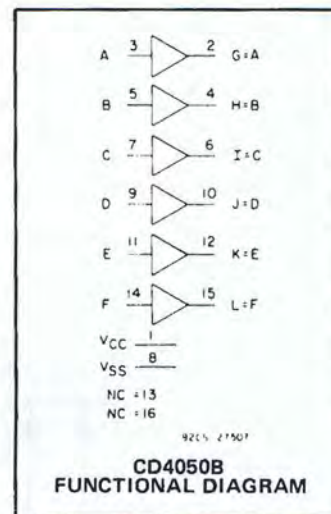 A 3 2 G=A
B 5 4 H=B
C 7 6 I=C
D 9 10 J=D
E 11 12 K=E
F 14 15 L=F
VCC 1
VSS 8
NC =13
NC =16
92CS-27507
CD4050B
FUNCTIONAL DIAGRAM